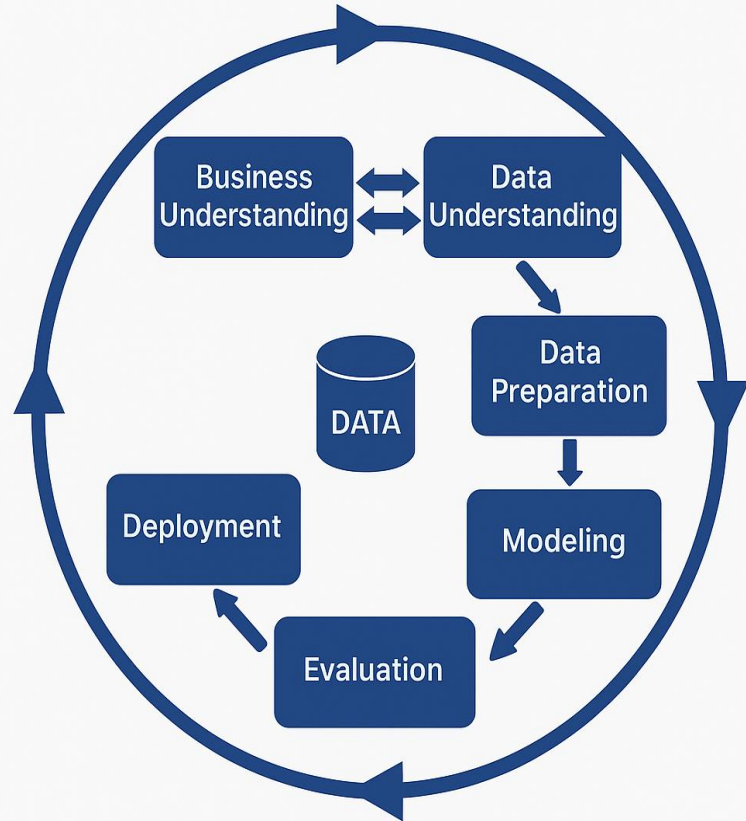 Business
Understanding
Data
Understanding
Data
Preparation
DATA
Modeling
Deployment
Evaluation